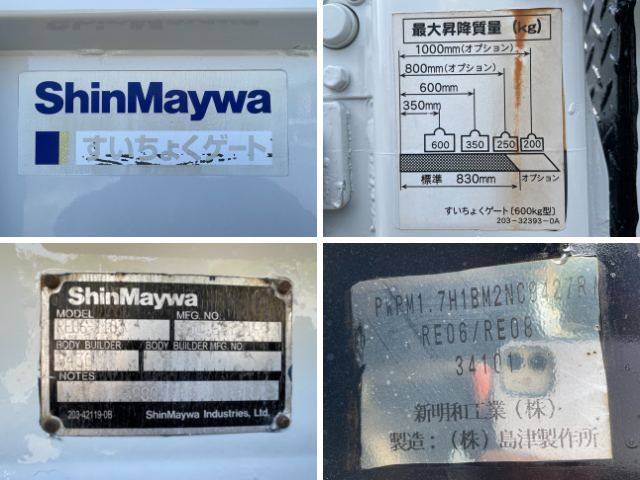 ShinMaywa
すいちょくゲート
最大昇降質量(kg)
1000mm(オプション)
800mm(オプション)
600mm
350mm
600 350 250 200
標準 830mm オプション
すいちょくゲート〔600kg型〕
203-32393-0A
ShinMaywa
MODEL MFG. NO.
BODY BUILDER BODY BUILDER MFG. NO.
NOTES
203-42119-0B ShinMaywa Industries, Ltd.
RE06/RE08
34101
新明和工業(株)
製造：(株)島津製作所